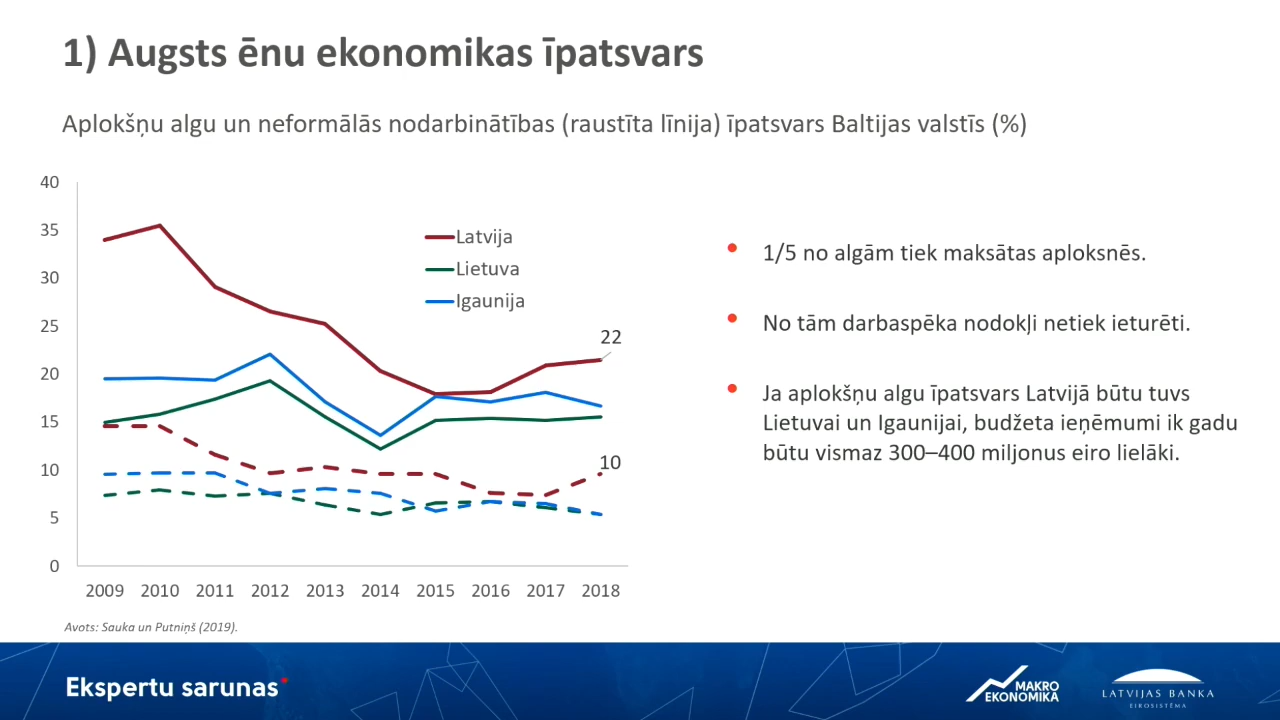 1) Augsts ēnu ekonomikas īpatsvars
Aplokšņu algu un neformālās nodarbinātības (raustīta līnija) īpatsvars Baltijas valstīs (%)
40
35
30
25
20
15
10
5
0
Latvija
Lietuva
Igaunija
22
10
2009 2010 2011 2012 2013 2014 2015 2016 2017 2018
Avots: Sauka un Putniņš (2019).
• 1/5 no algām tiek maksātas aploksnēs.
• No tām darbaspēka nodokļi netiek ieturēti.
• Ja aplokšņu algu īpatsvars Latvijā būtu tuvs
Lietuvai un Igaunijai, budžeta ieņēmumi ik gadu
būtu vismaz 300–400 miljonus eiro lielāki.
Ekspertu sarunas
MAKRO
EKONOMIKA
LATVIJAS BANKA
EIROSISTĒMA